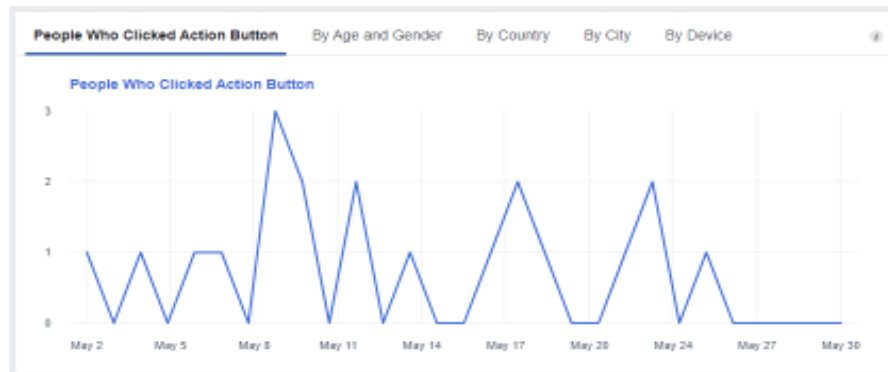 People Who Clicked Action Button By Age and Gender By Country By City By Device
People Who Clicked Action Button
3
2
1
0
May 2 May 5 May 8 May 11 May 14 May 17 May 20 May 24 May 27 May 30